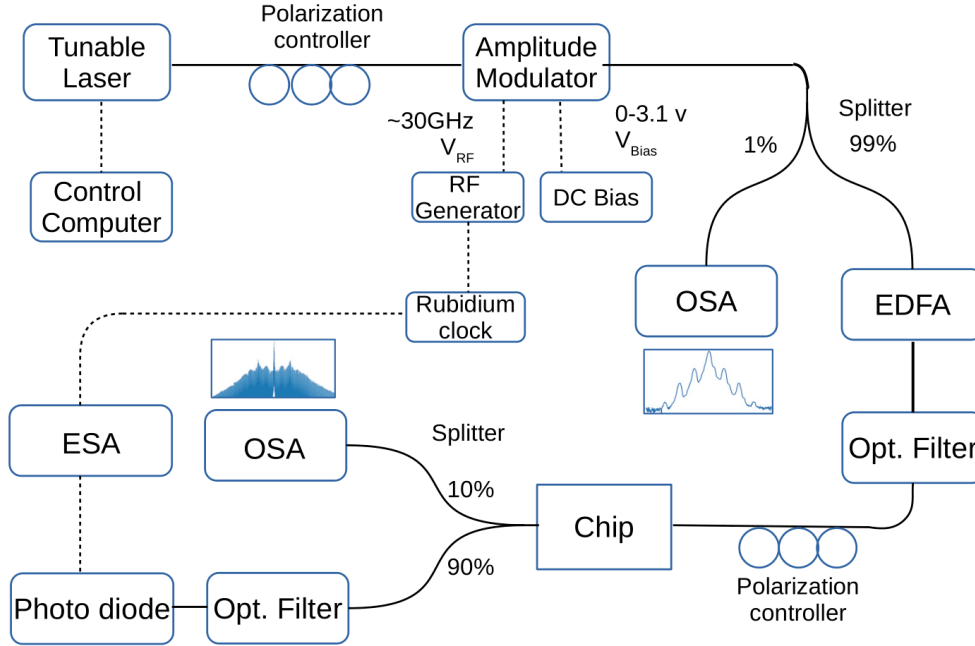 Tunable
Laser
Polarization
controller
Amplitude
Modulator
~30GHz
V_RF
0-3.1 v
V_Bias
Splitter
1%
99%
Control
Computer
RF
Generator
DC Bias
OSA
EDFA
Rubidium
clock
ESA
OSA
Splitter
10%
90%
Chip
Opt. Filter
Photo diode
Opt. Filter
Polarization
controller